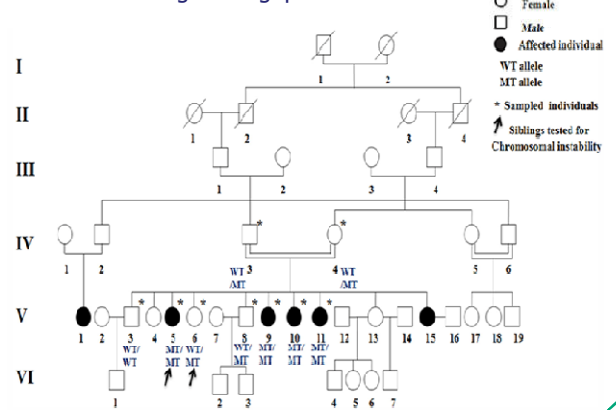 Female
Male
Affected individual
WT allele
MT allele
* Sampled individuals
Siblings tested for
Chromosomal instability
I
1 2
II
1 2 3 4
III
1 2 3 4
IV
* *
1 2 3 4 5 6
WT WT
/MT /MT
V
* * * * * * *
1 2 3 4 5 6 7 8 9 10 11 12 13 14 15 16 17 18 19
WT/ MT/ WT/ WT/ MT/ MT/ MT/
WT MT MT MT MT MT MT
VI
1 2 3 4 5 6 7